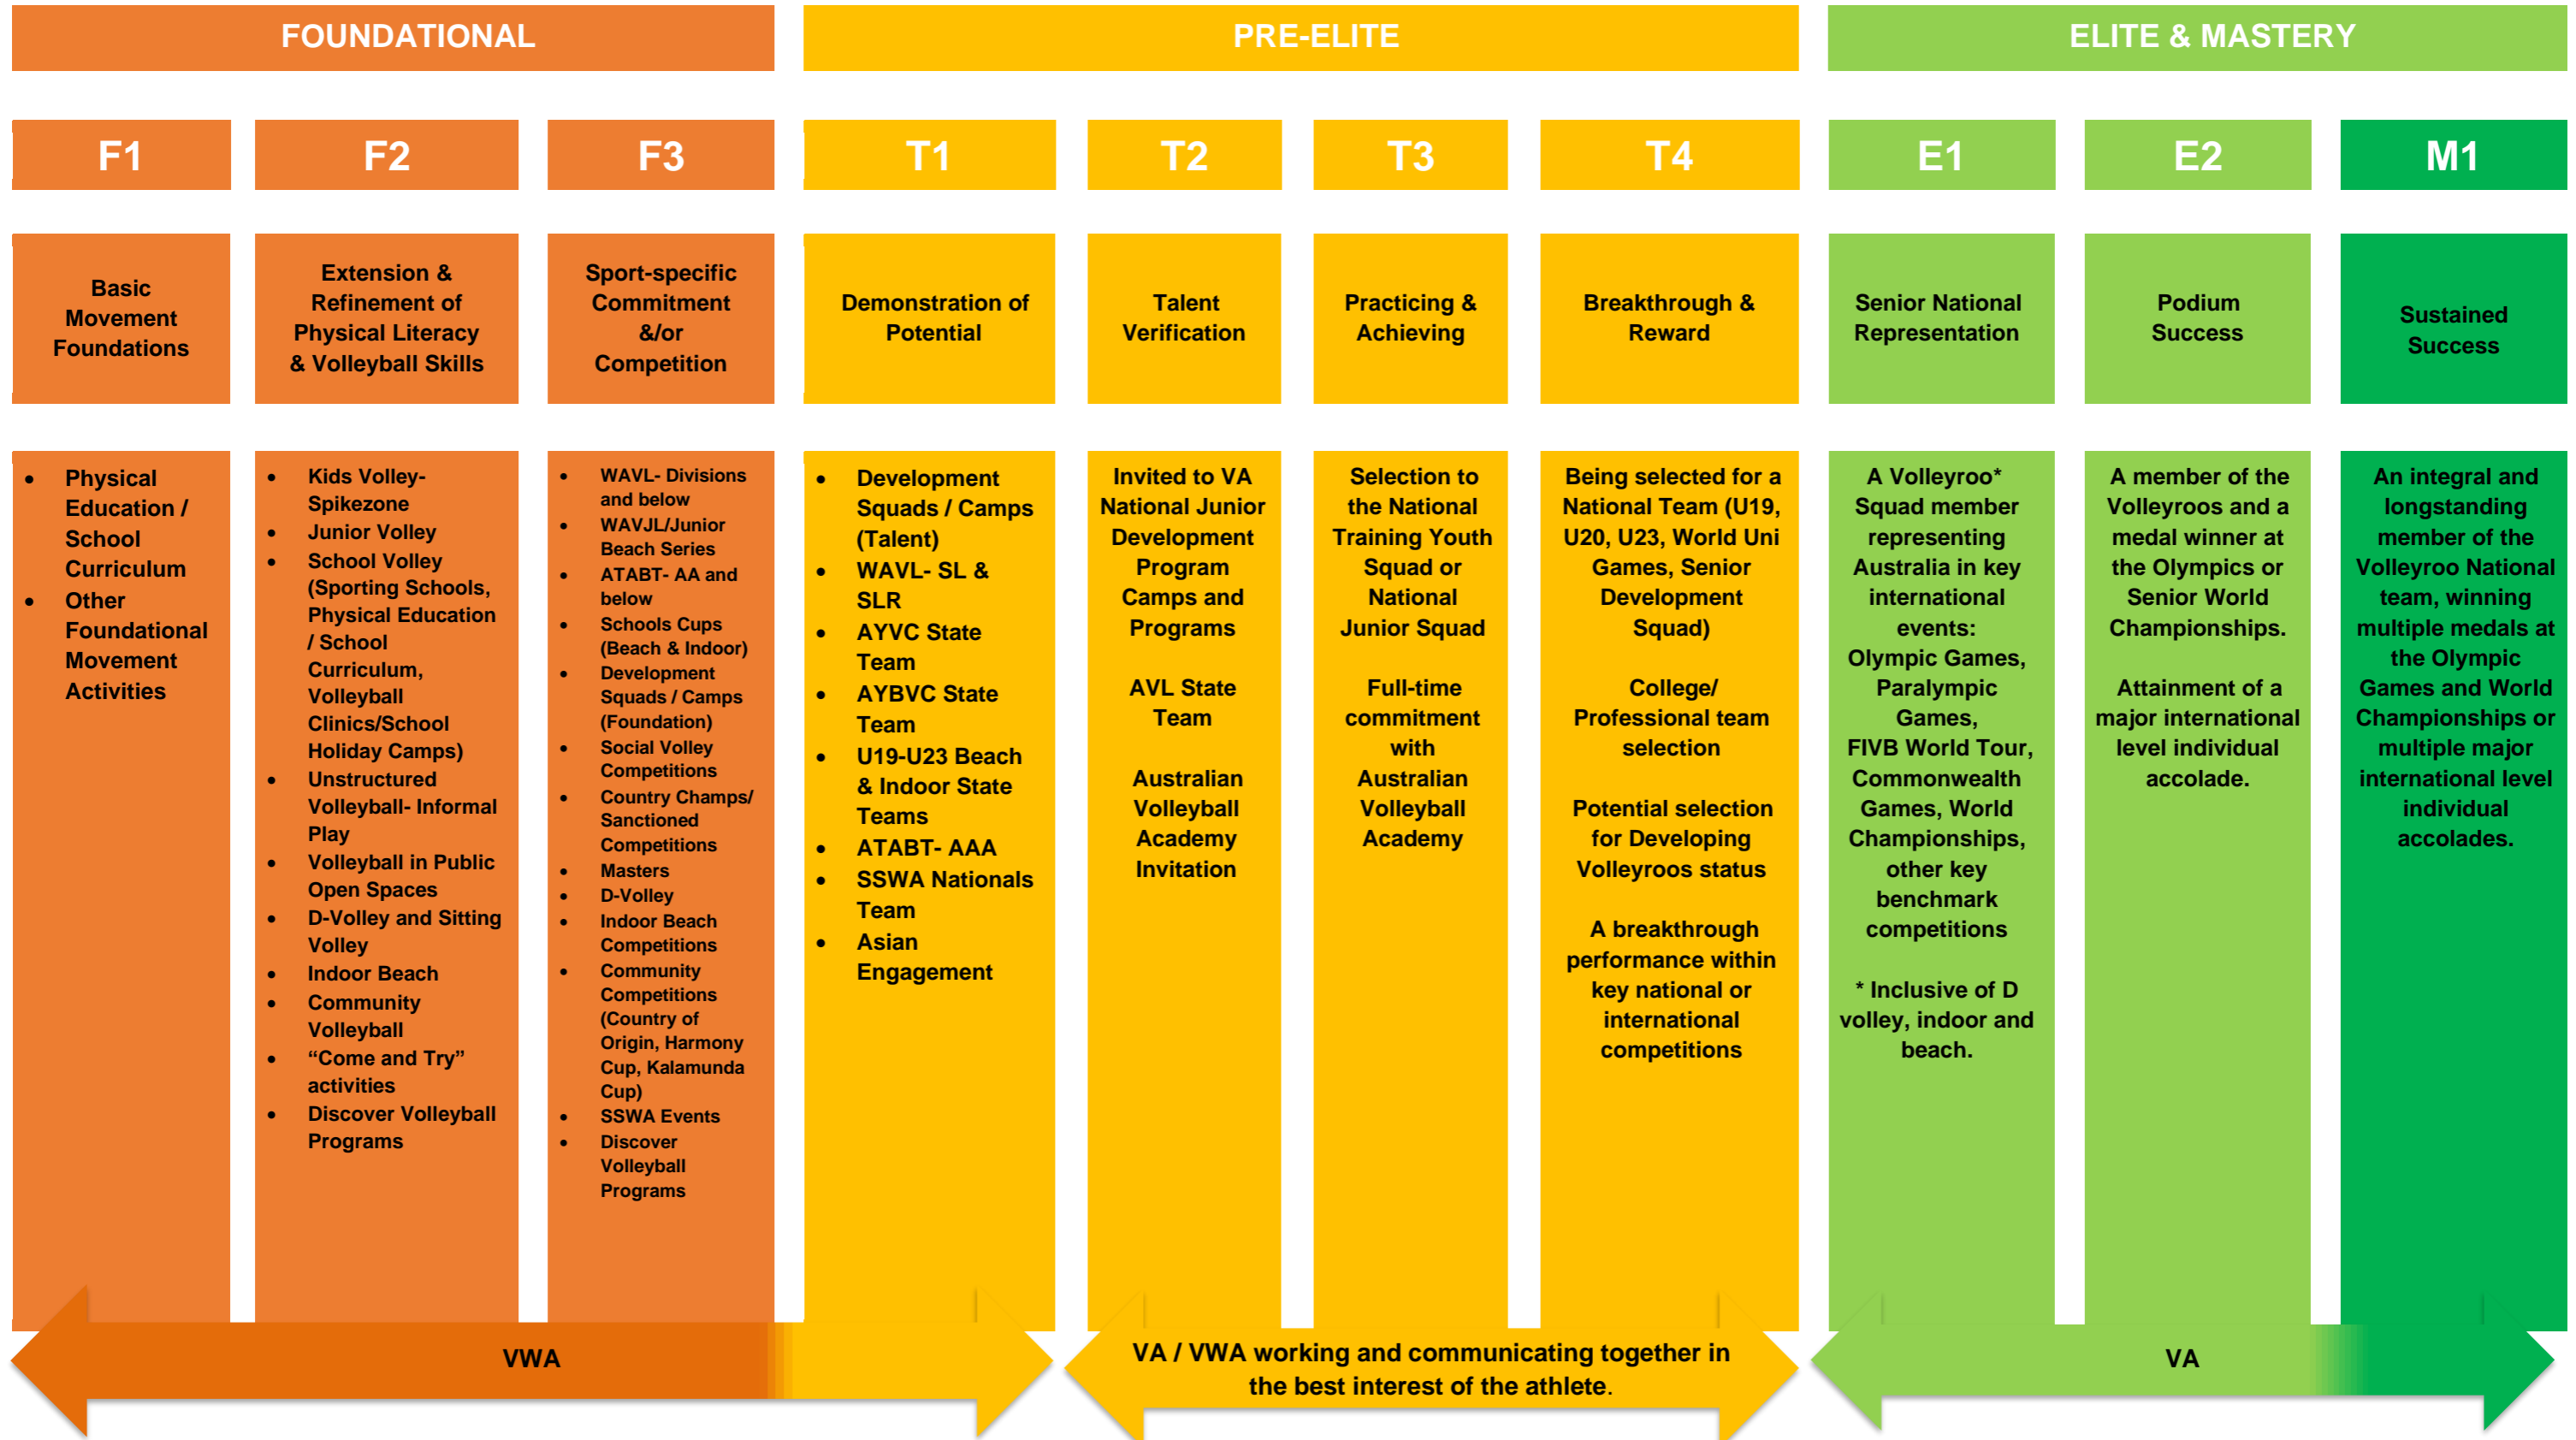 FOUNDATIONAL
PRE-ELITE
ELITE & MASTERY
F1
F2
F3
T1
T2
T3
T4
E1
E2
M1
Basic
Movement
Foundations
Extension &
Refinement of
Physical Literacy
& Volleyball Skills
Sport-specific
Commitment
&/or
Competition
Demonstration of
Potential
Talent
Verification
Practicing &
Achieving
Breakthrough &
Reward
Senior National
Representation
Podium
Success
Sustained
Success
• Physical
Education /
School
Curriculum
• Other
Foundational
Movement
Activities
• Kids Volley-
Spikezone
• Junior Volley
• School Volley
(Sporting Schools,
Physical Education
/ School
Curriculum,
Volleyball
Clinics/School
Holiday Camps)
• Unstructured
Volleyball- Informal
Play
• Volleyball in Public
Open Spaces
• D-Volley and Sitting
Volley
• Indoor Beach
• Community
Volleyball
• “Come and Try”
activities
• Discover Volleyball
Programs
• WAVL- Divisions
and below
• WAVJL/Junior
Beach Series
• ATABT- AA and
below
• Schools Cups
(Beach & Indoor)
• Development
Squads / Camps
(Foundation)
• Social Volley
Competitions
• Country Champs/
Sanctioned
Competitions
• Masters
• D-Volley
• Indoor Beach
Competitions
• Community
Competitions
(Country of
Origin, Harmony
Cup, Kalamunda
Cup)
• SSWA Events
• Discover
Volleyball
Programs
• Development
Squads / Camps
(Talent)
• WAVL- SL &
SLR
• AYVC State
Team
• AYBVC State
Team
• U19-U23 Beach
& Indoor State
Teams
• ATABT- AAA
• SSWA Nationals
Team
• Asian
Engagement
Invited to VA
National Junior
Development
Program
Camps and
Programs
AVL State
Team
Australian
Volleyball
Academy
Invitation
Selection to
the National
Training Youth
Squad or
National
Junior Squad
Full-time
commitment
with
Australian
Volleyball
Academy
Being selected for a
National Team (U19,
U20, U23, World Uni
Games, Senior
Development
Squad)
College/
Professional team
selection
Potential selection
for Developing
Volleyroos status
A breakthrough
performance within
key national or
international
competitions
A Volleyroo*
Squad member
representing
Australia in key
international
events:
Olympic Games,
Paralympic
Games,
FIVB World Tour,
Commonwealth
Games, World
Championships,
other key
benchmark
competitions
* Inclusive of D
volley, indoor and
beach.
A member of the
Volleyroos and a
medal winner at
the Olympics or
Senior World
Championships.
Attainment of a
major international
level individual
accolade.
An integral and
longstanding
member of the
Volleyroo National
team, winning
multiple medals at
the Olympic
Games and World
Championships or
multiple major
international level
individual
accolades.
VWA
VA / VWA working and communicating together in
the best interest of the athlete.
VA